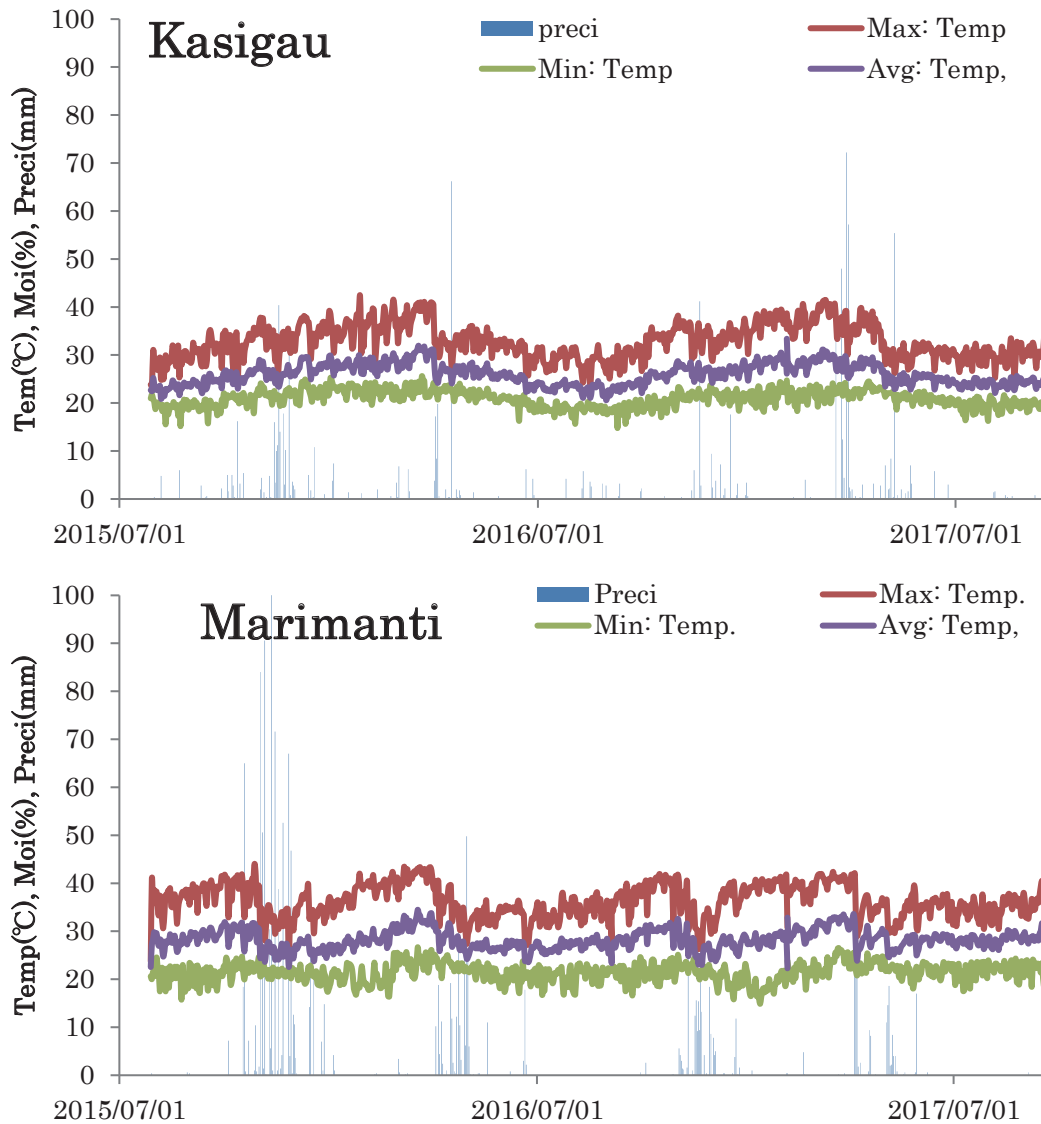 Kasigau
preci
Max: Temp
Min: Temp
Avg: Temp,
Tem(℃), Moi(%), Preci(mm)
100
90
80
70
60
50
40
30
20
10
0
2015/07/01
2016/07/01
2017/07/01
Marimanti
Preci
Max: Temp.
Min: Temp.
Avg: Temp,
Temp(℃), Moi(%), Preci(mm)
100
90
80
70
60
50
40
30
20
10
0
2015/07/01
2016/07/01
2017/07/01